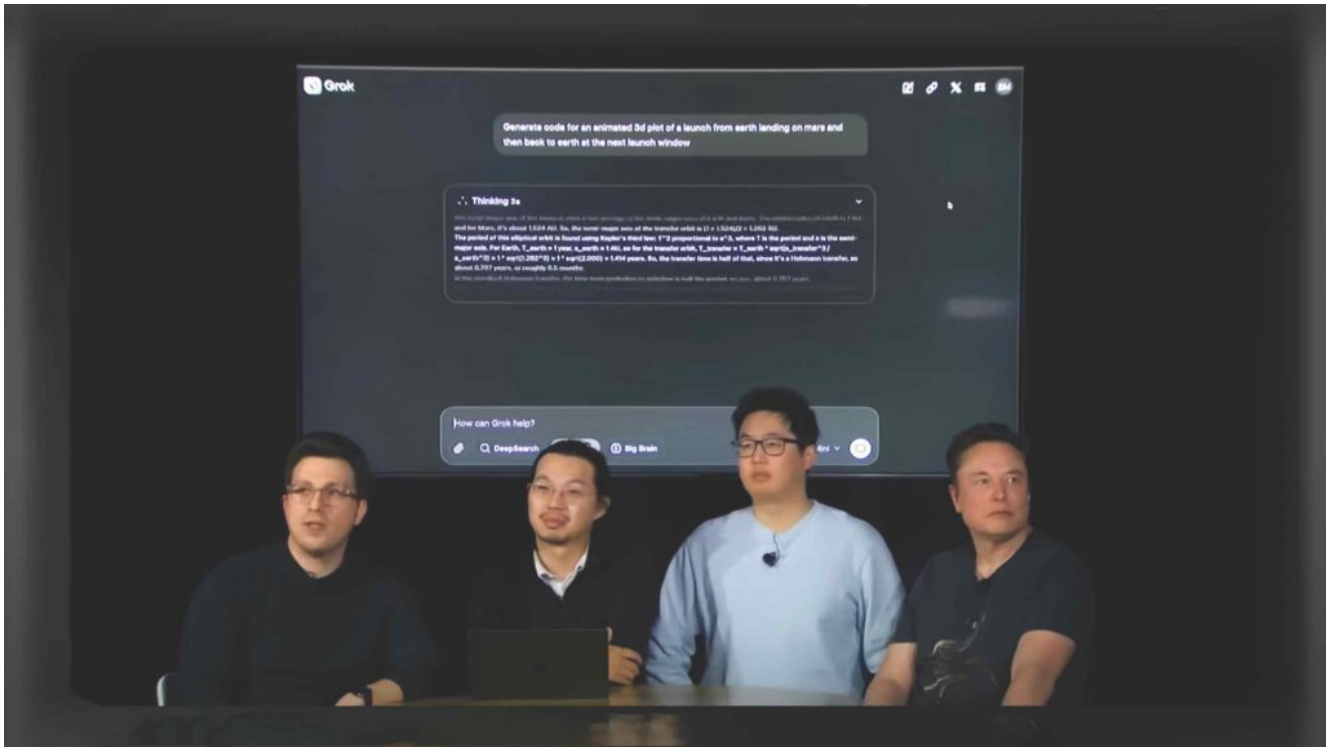 Grok
Generate code for an animated 3d plot of a launch from earth landing on mars and
then back to earth at the next launch window
Thinking 3s
and for Mars, it's about 1.524 AU. So, the semi-major axis of the transfer orbit is (1 + 1.524)/2 = 1.262 AU.
The period of this elliptical orbit is found using Kepler's third law: T^2 proportional to a^3, where T is the period and a is the semi-
major axis. For Earth, T_earth = 1 year, a_earth = 1 AU, so for the transfer orbit, T_transfer = T_earth * sqrt(a_transfer^3 /
a_earth^3) = 1 * sqrt(1.262^3) = 1 * sqrt(2.000) = 1.414 years. So, the transfer time is half of that, since it's a Hohmann transfer, so
about 0.707 years, or roughly 8.5 months.
How can Grok help?
DeepSearch
Big Brain